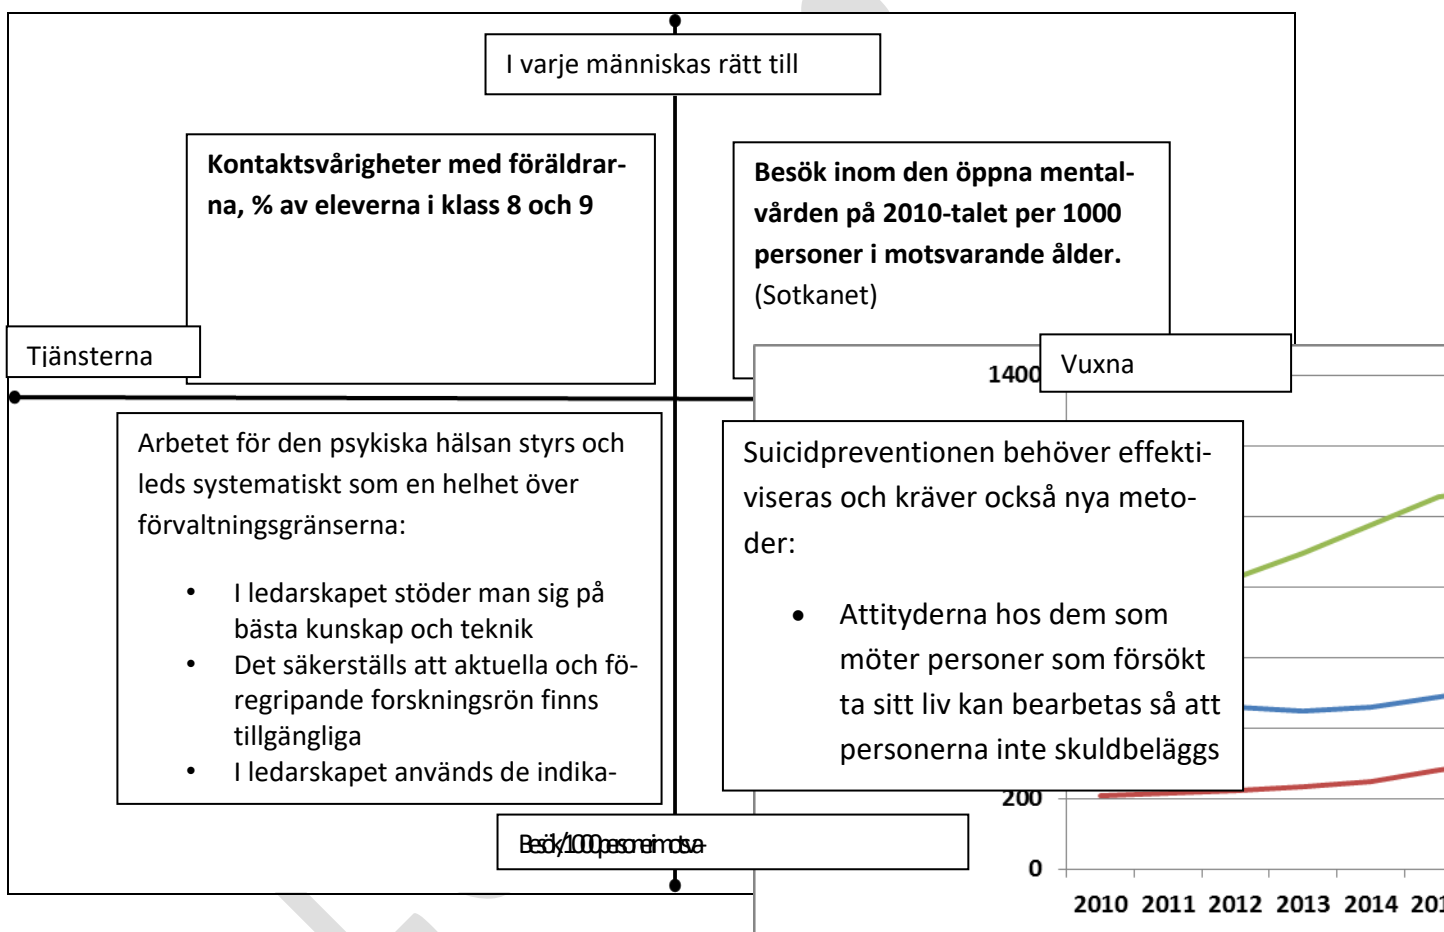 I varje människas rätt till
Kontaktsvårigheter med föräldrar-
na, % av eleverna i klass 8 och 9
Besök inom den öppna mental-
vården på 2010-talet per 1000
personer i motsvarande ålder.
(Sotkanet)
Tjänsterna
Vuxna
1400
Arbetet för den psykiska hälsan styrs och
leds systematiskt som en helhet över
förvaltningsgränserna:
• I ledarskapet stöder man sig på
bästa kunskap och teknik
• Det säkerställs att aktuella och fö-
regripande forskningsrön finns
tillgängliga
• I ledarskapet används de indika-
Suicidpreventionen behöver effekti-
viseras och kräver också nya meto-
der:
• Attityderna hos dem som
möter personer som försökt
ta sitt liv kan bearbetas så att
personerna inte skuldbeläggs
200
Besök/1000 personer i motsva-
0
2010 2011 2012 2013 2014 201